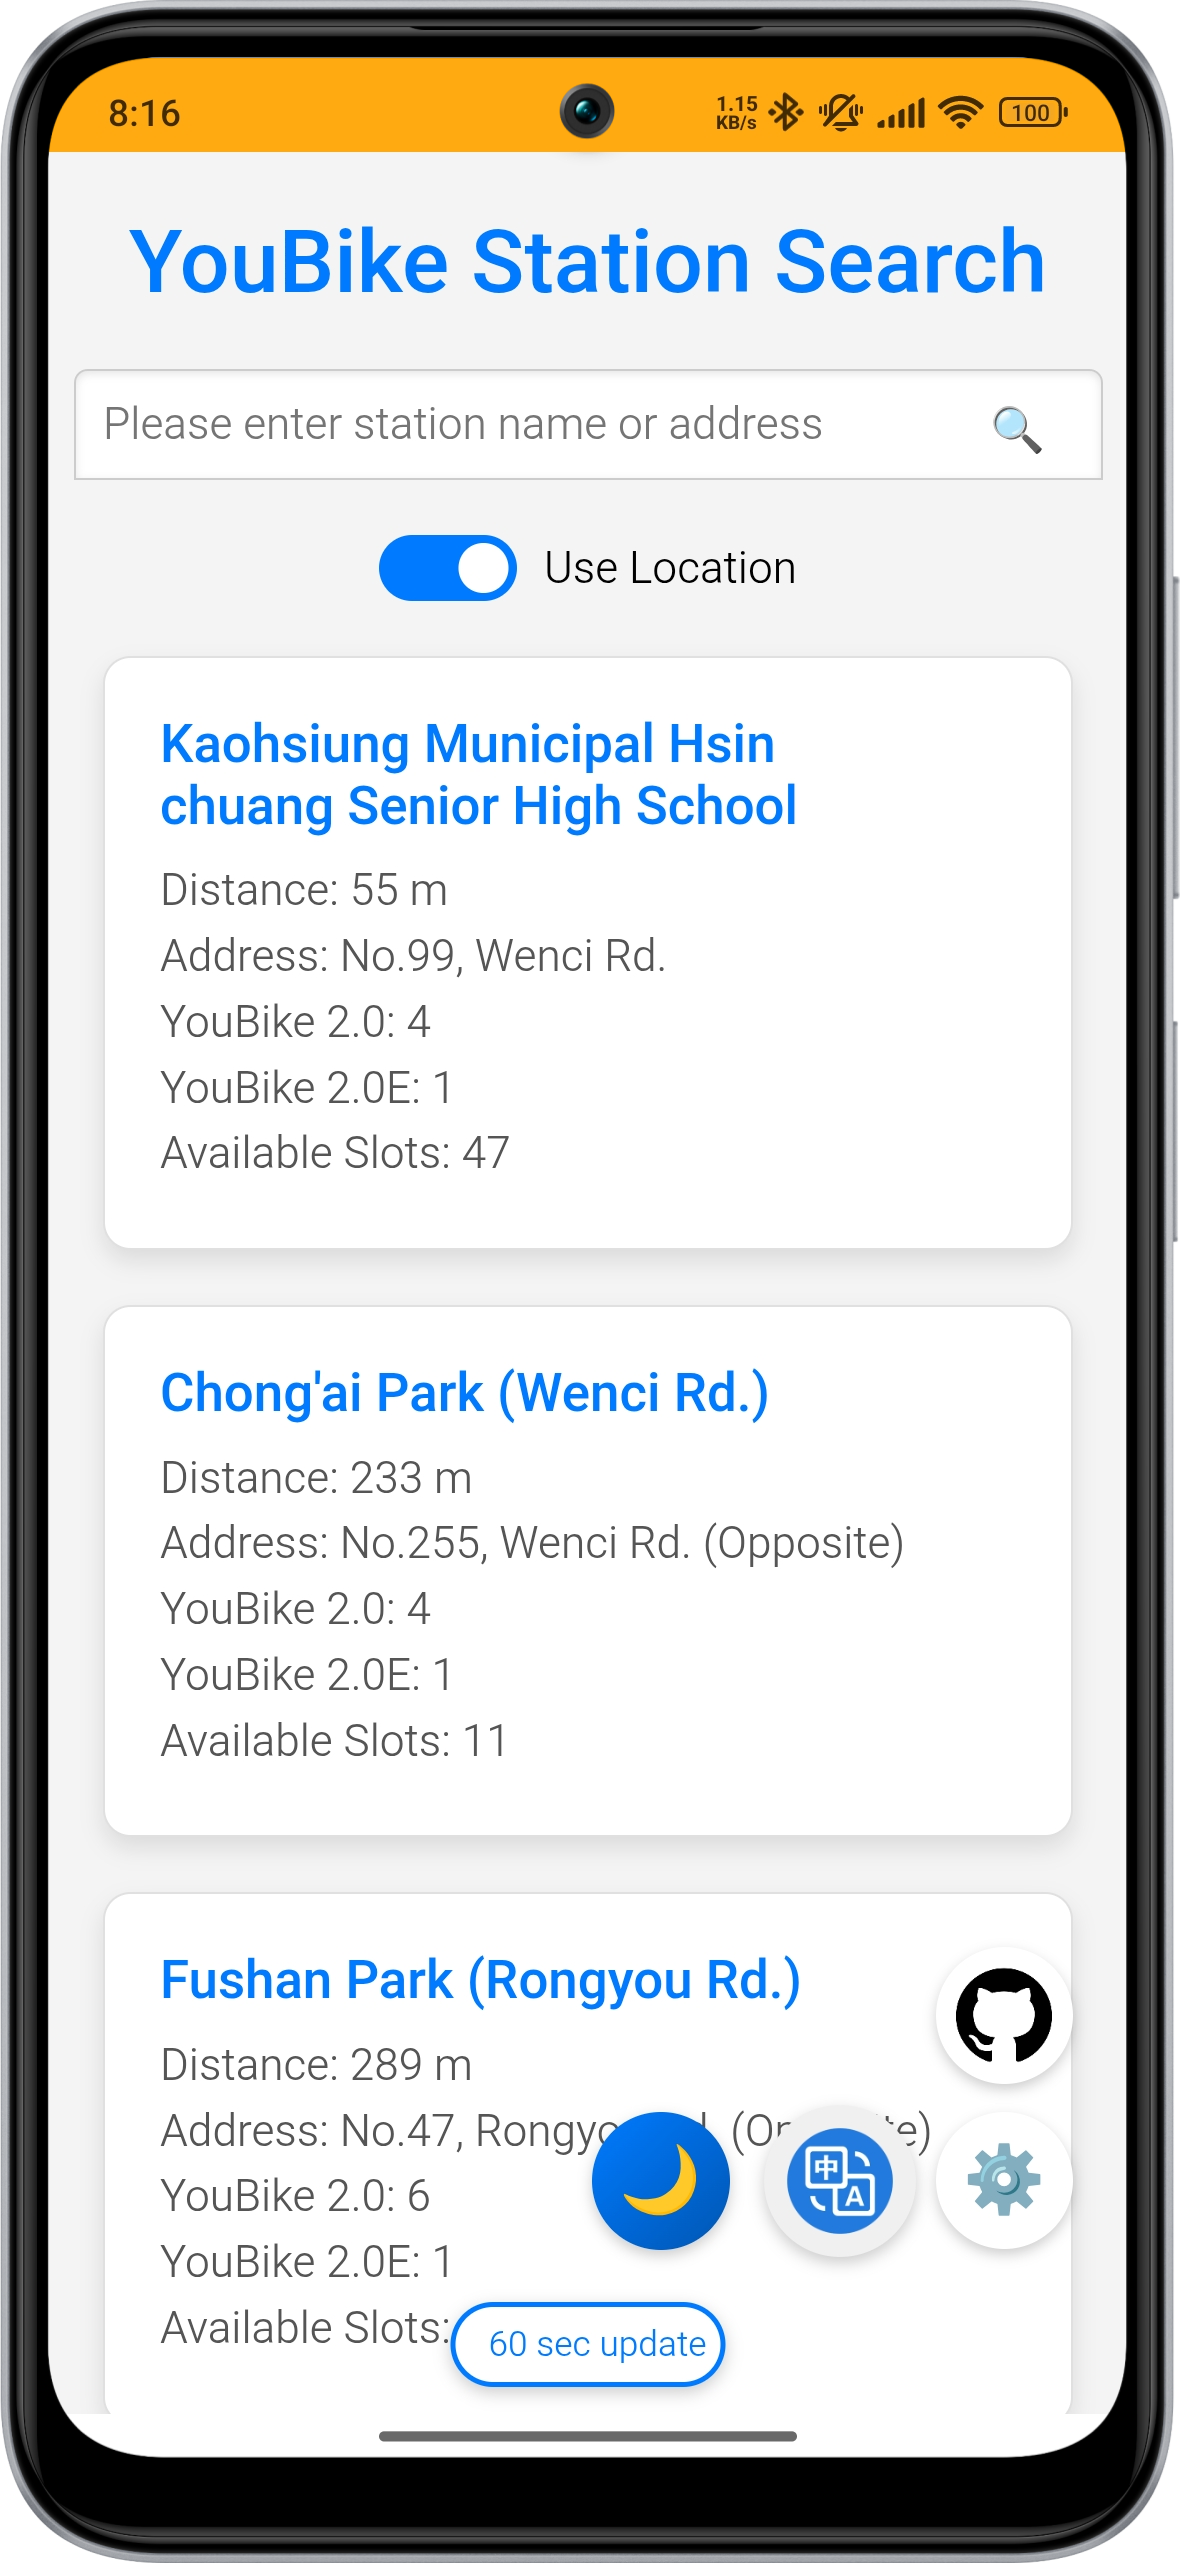 8:16
1.15
KB/s
100
YouBike Station Search
Please enter station name or address
Use Location
Kaohsiung Municipal Hsin
chuang Senior High School
Distance: 55 m
Address: No.99, Wenci Rd.
YouBike 2.0: 4
YouBike 2.0E: 1
Available Slots: 47
Chong'ai Park (Wenci Rd.)
Distance: 233 m
Address: No.255, Wenci Rd. (Opposite)
YouBike 2.0: 4
YouBike 2.0E: 1
Available Slots: 11
Fushan Park (Rongyou Rd.)
Distance: 289 m
Address: No.47,
中 A
YouBike 2.0: 6
YouBike 2.0E: 1
Available Slots:
60 sec update